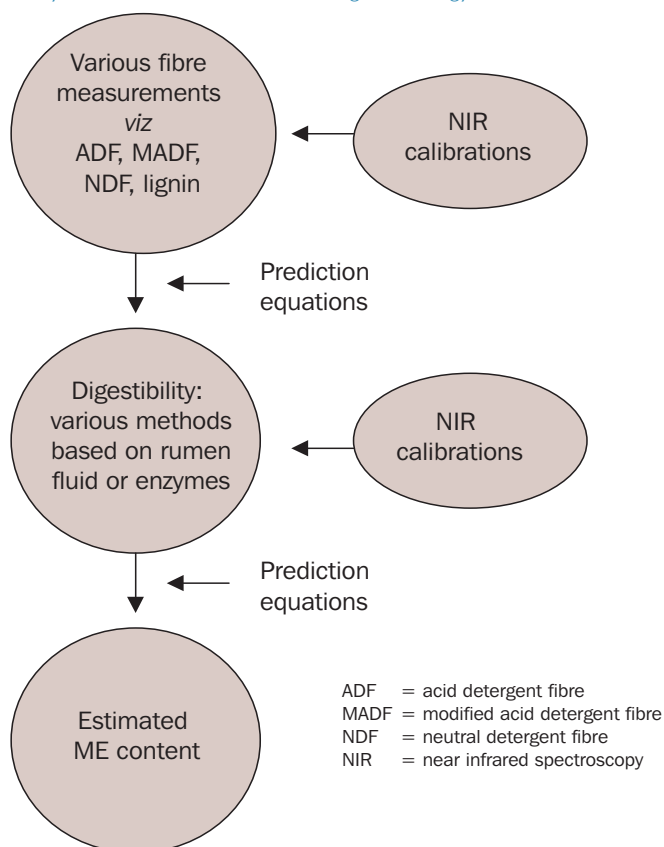 Various fibre
measurements
viz
ADF, MADF,
NDF, lignin
NIR
calibrations
Prediction
equations
Digestibility:
various methods
based on rumen
fluid or enzymes
NIR
calibrations
Prediction
equations
Estimated
ME content
ADF = acid detergent fibre
MADF = modified acid detergent fibre
NDF = neutral detergent fibre
NIR = near infrared spectroscopy